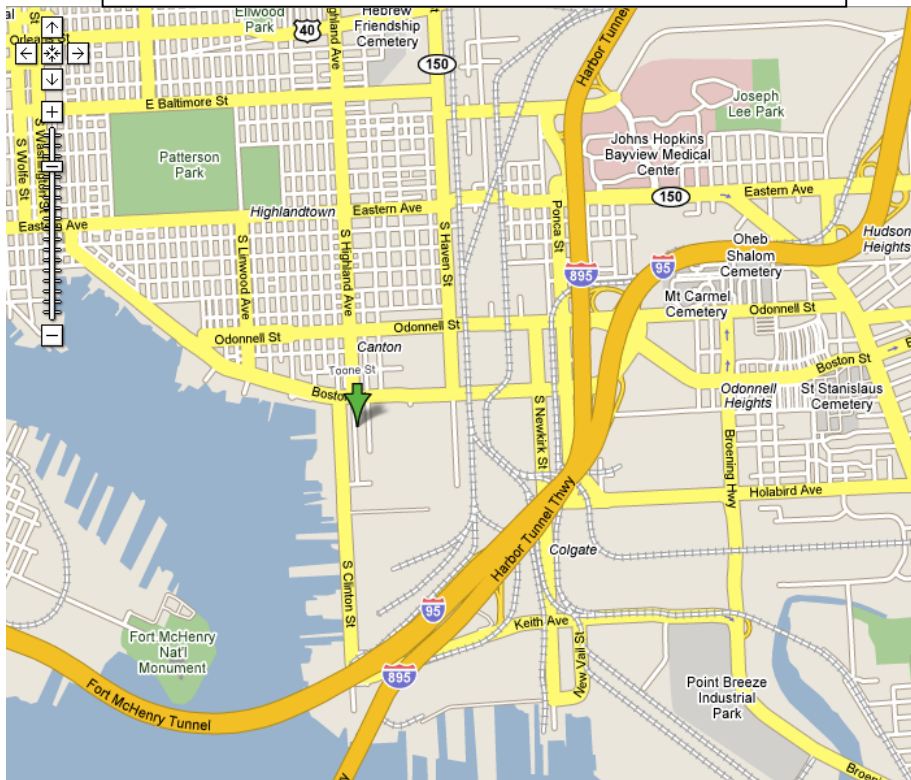 Ellwood
Park
Hebrew
Friendship
Cemetery
Orleans St
40
Highland Ave
150
Harbor Tunnel
E Baltimore St
S Washington
S Wolfe St
Patterson
Park
Joseph
Lee Park
Johns Hopkins
Bayview Medical
Center
150
Eastern Ave
Highlandtown
Eastern Ave
Eastern Ave
Ponca St
S Linwood Ave
S Highland Ave
S Haven St
Hudson
Heights
Oheb
Shalom
Cemetery
895
95
Mt Carmel
Cemetery
Odonnell St
Odonnell St
Odonnell St
Canton
Toone St
Boston St
Boston
Odonnell
Heights
St Stanislaus
Cemetery
S Newkirk St
Broening Hwy
Holabird Ave
Harbor Tunnel Thwy
Colgate
S Clinton St
95
Keith Ave
New Vail St
Fort McHenry
Nat'l
Monument
895
Point Breeze
Industrial
Park
Fort McHenry Tunnel
Broen